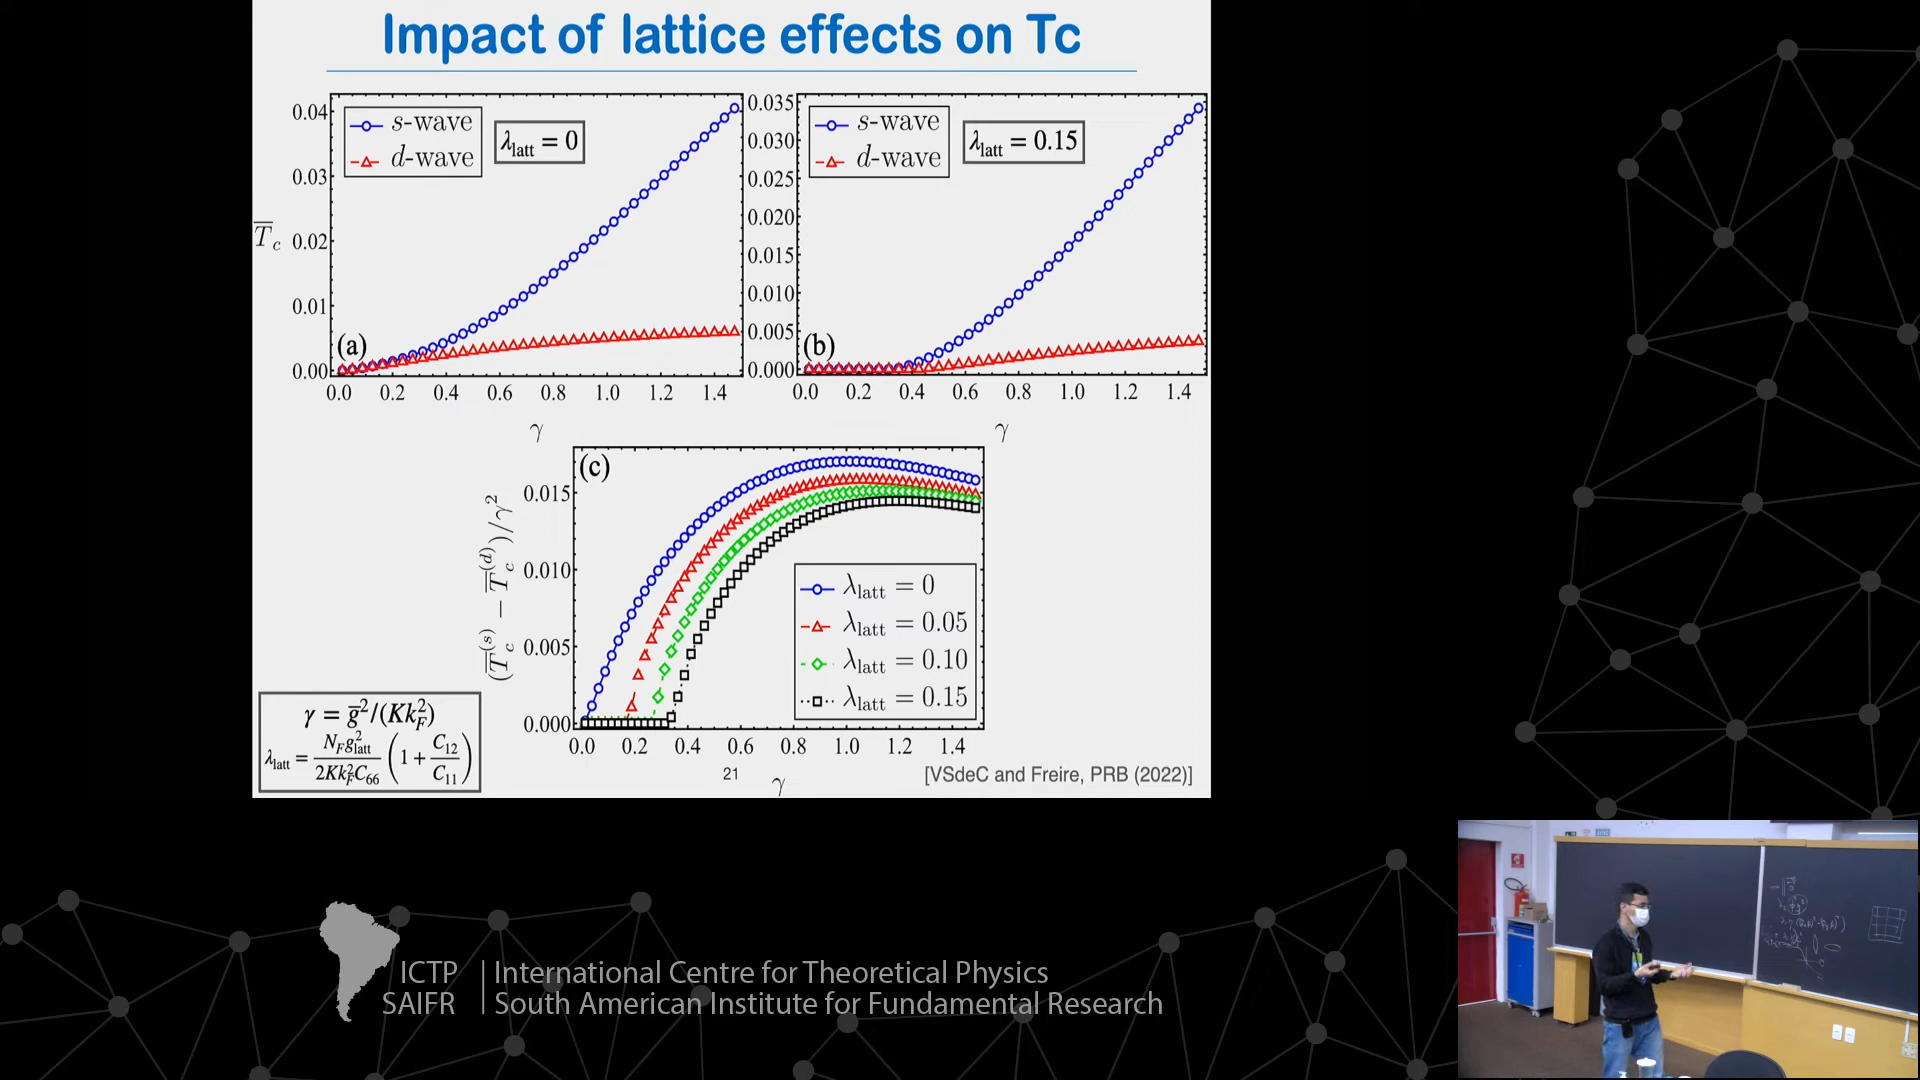 Impact of lattice effects on Tc
s-wave
d-wave
λlatt = 0
T̅c
0.04
0.03
0.02
0.01
0.00
(a)
0.0 0.2 0.4 0.6 0.8 1.0 1.2 1.4
γ
s-wave
d-wave
λlatt = 0.15
0.035
0.030
0.025
0.020
0.015
0.010
0.005
0.000
(b)
0.0 0.2 0.4 0.6 0.8 1.0 1.2 1.4
γ
(c)
(T̅c(s) − T̅c(d))/γ2
0.015
0.010
0.005
0.000
λlatt = 0
λlatt = 0.05
λlatt = 0.10
λlatt = 0.15
0.0 0.2 0.4 0.6 0.8 1.0 1.2 1.4
γ
γ = g̅²/(Kk_F²)
λlatt = N_F g²latt / 2Kk_F²C66 (1 + C12/C11)
21
[VSdeC and Freire, PRB (2022)]
ICTP International Centre for Theoretical Physics
SAIFR South American Institute for Fundamental Research